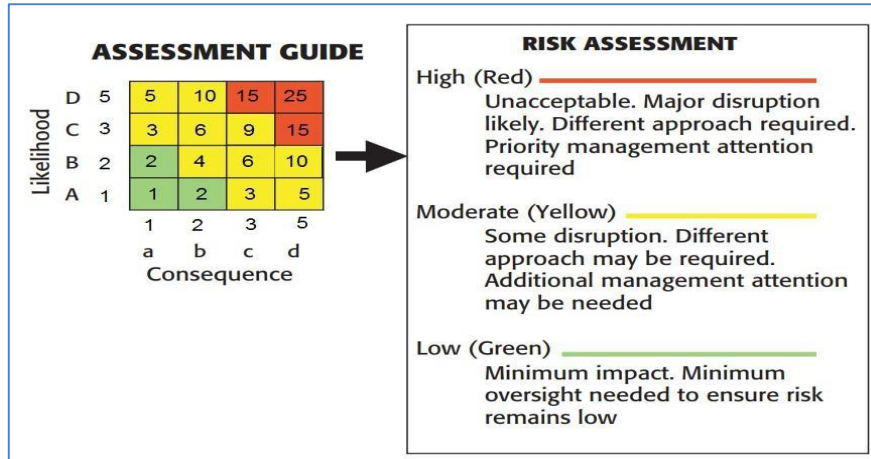 ASSESSMENT GUIDE
Likelihood
D 5 5 10 15 25
C 3 3 6 9 15
B 2 2 4 6 10
A 1 1 2 3 5
1 2 3 5
a b c d
Consequence
RISK ASSESSMENT
High (Red)
Unacceptable. Major disruption
likely. Different approach required.
Priority management attention
required
Moderate (Yellow)
Some disruption. Different
approach may be required.
Additional management attention
may be needed
Low (Green)
Minimum impact. Minimum
oversight needed to ensure risk
remains low